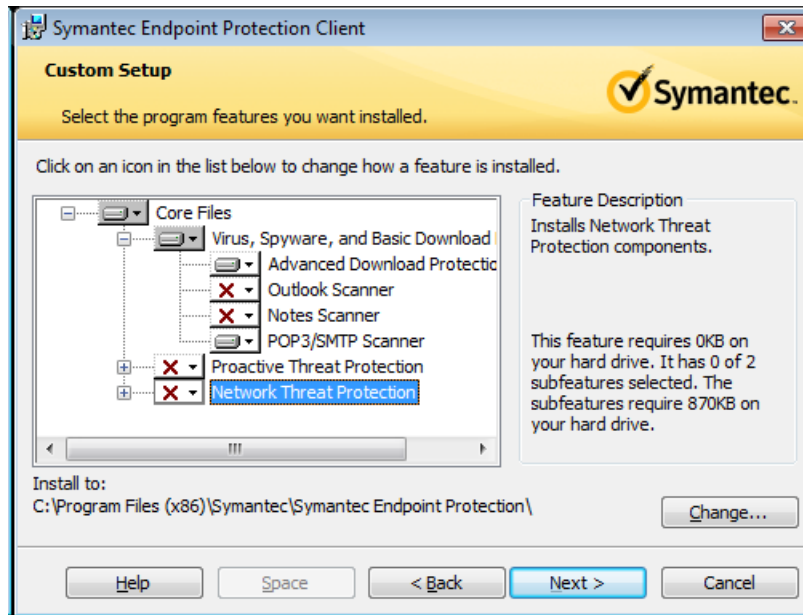 Symantec Endpoint Protection Client
Custom Setup
Select the program features you want installed.
Symantec.
Click on an icon in the list below to change how a feature is installed.
Core Files
Virus, Spyware, and Basic Download
Advanced Download Protectio
Outlook Scanner
Notes Scanner
POP3/SMTP Scanner
Proactive Threat Protection
Network Threat Protection
Feature Description
Installs Network Threat
Protection components.
This feature requires 0KB on
your hard drive. It has 0 of 2
subfeatures selected. The
subfeatures require 870KB on
your hard drive.
Install to:
C:\Program Files (x86)\Symantec\Symantec Endpoint Protection\
Change...
Help
Space
< Back
Next >
Cancel